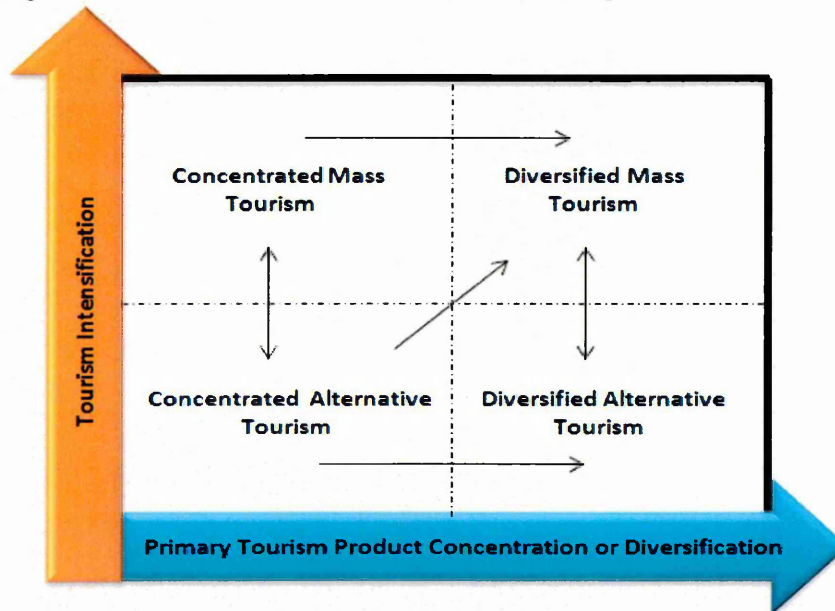 Tourism Intensification
Concentrated Mass
Tourism
Diversified Mass
Tourism
Concentrated Alternative
Tourism
Diversified Alternative
Tourism
Primary Tourism Product Concentration or Diversification